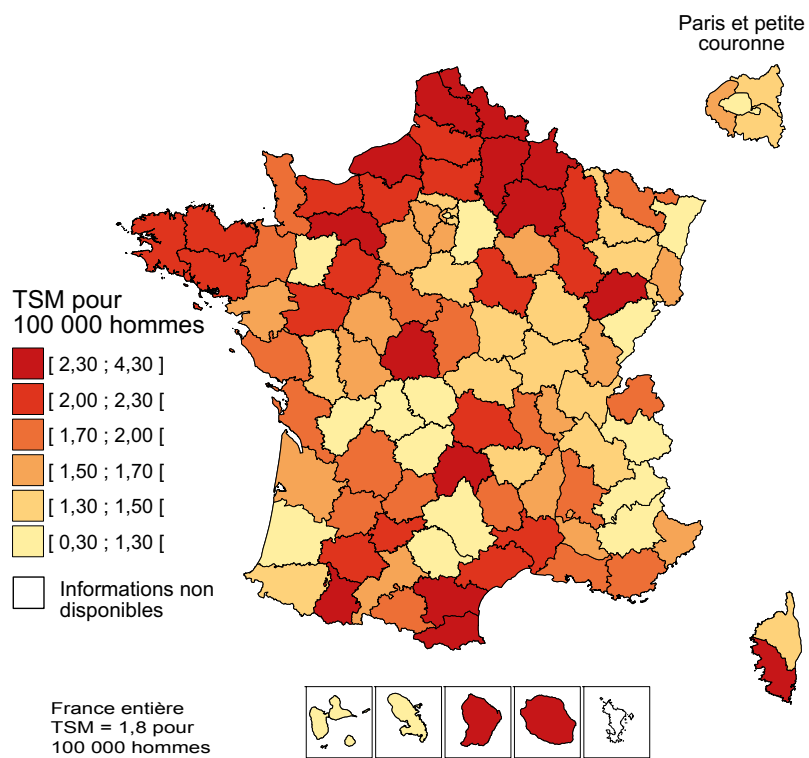 Paris et petite
couronne
TSM pour
100 000 hommes
[ 2,30 ; 4,30 ]
[ 2,00 ; 2,30 [
[ 1,70 ; 2,00 [
[ 1,50 ; 1,70 [
[ 1,30 ; 1,50 [
[ 0,30 ; 1,30 [
Informations non
disponibles
France entière
TSM = 1,8 pour
100 000 hommes